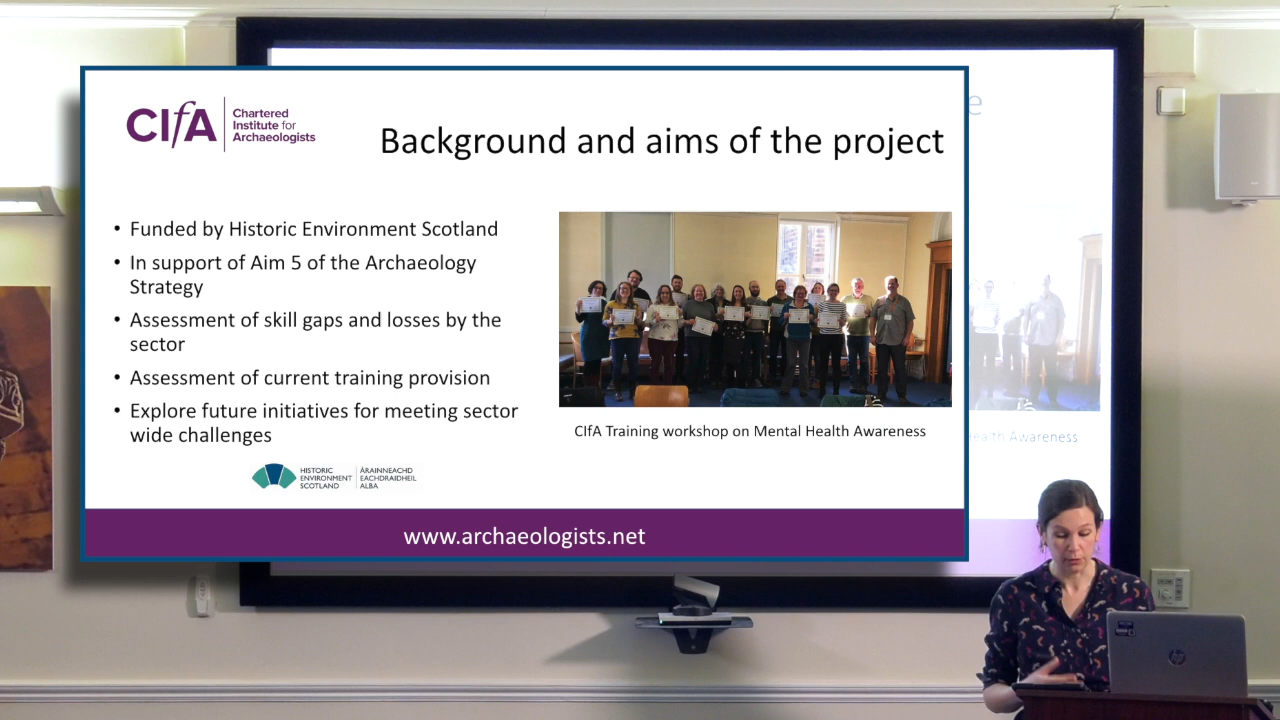 CIfA
Chartered
Institute for
Archaeologists
Background and aims of the project
• Funded by Historic Environment Scotland
• In support of Aim 5 of the Archaeology
Strategy
• Assessment of skill gaps and losses by the
sector
• Assessment of current training provision
• Explore future initiatives for meeting sector
wide challenges
CIfA Training workshop on Mental Health Awareness
HISTORIC
ENVIRONMENT
SCOTLAND
ÀRAINNEACHD
EACHDRAIDHEIL
ALBA
www.archaeologists.net
e
Health Awareness
hp